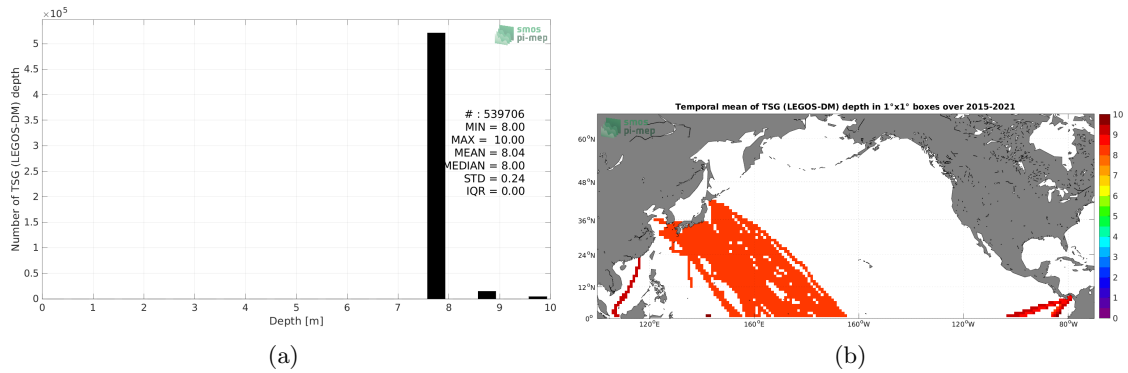 ×10⁵
5
4.5
4
3.5
3
2.5
2
1.5
1
0.5
0
Number of TSG (LEGOS-DM) depth
smos
pi-mep
# : 539706
MIN = 8.00
MAX = 10.00
MEAN = 8.04
MEDIAN = 8.00
STD = 0.24
IQR = 0.00
0 1 2 3 4 5 6 7 8 9 10
Depth [m]
(a)
Temporal mean of TSG (LEGOS-DM) depth in 1°x1° boxes over 2015-2021
smos
pi-mep
60°N
48°N
36°N
24°N
12°N
0°
120°E 160°E 160°W 120°W 80°W
10
9
8
7
6
5
4
3
2
1
0
(b)